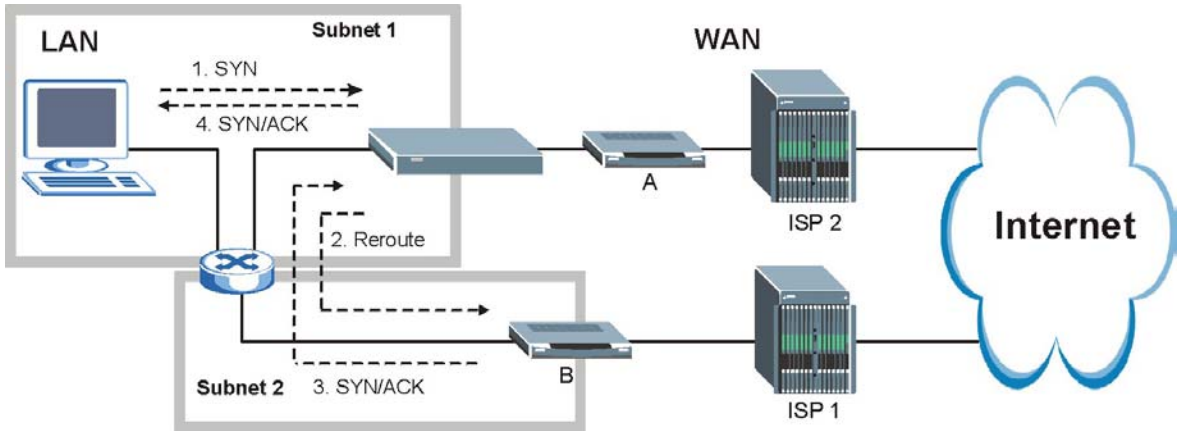 LAN
Subnet 1
WAN
1. SYN
4. SYN/ACK
A
ISP 2
2. Reroute
Internet
Subnet 2
3. SYN/ACK
B
ISP 1